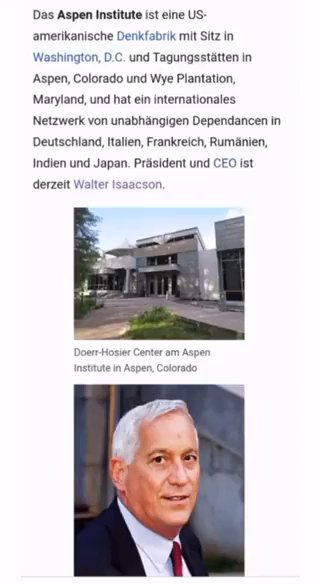 Das Aspen Institute ist eine US-
amerikanische Denkfabrik mit Sitz in
Washington, D.C. und Tagungsstätten in
Aspen, Colorado und Wye Plantation,
Maryland, und hat ein internationales
Netzwerk von unabhängigen Dependancen in
Deutschland, Italien, Frankreich, Rumänien,
Indien und Japan. Präsident und CEO ist
derzeit Walter Isaacson.
Doerr-Hosier Center am Aspen
Institute in Aspen, Colorado